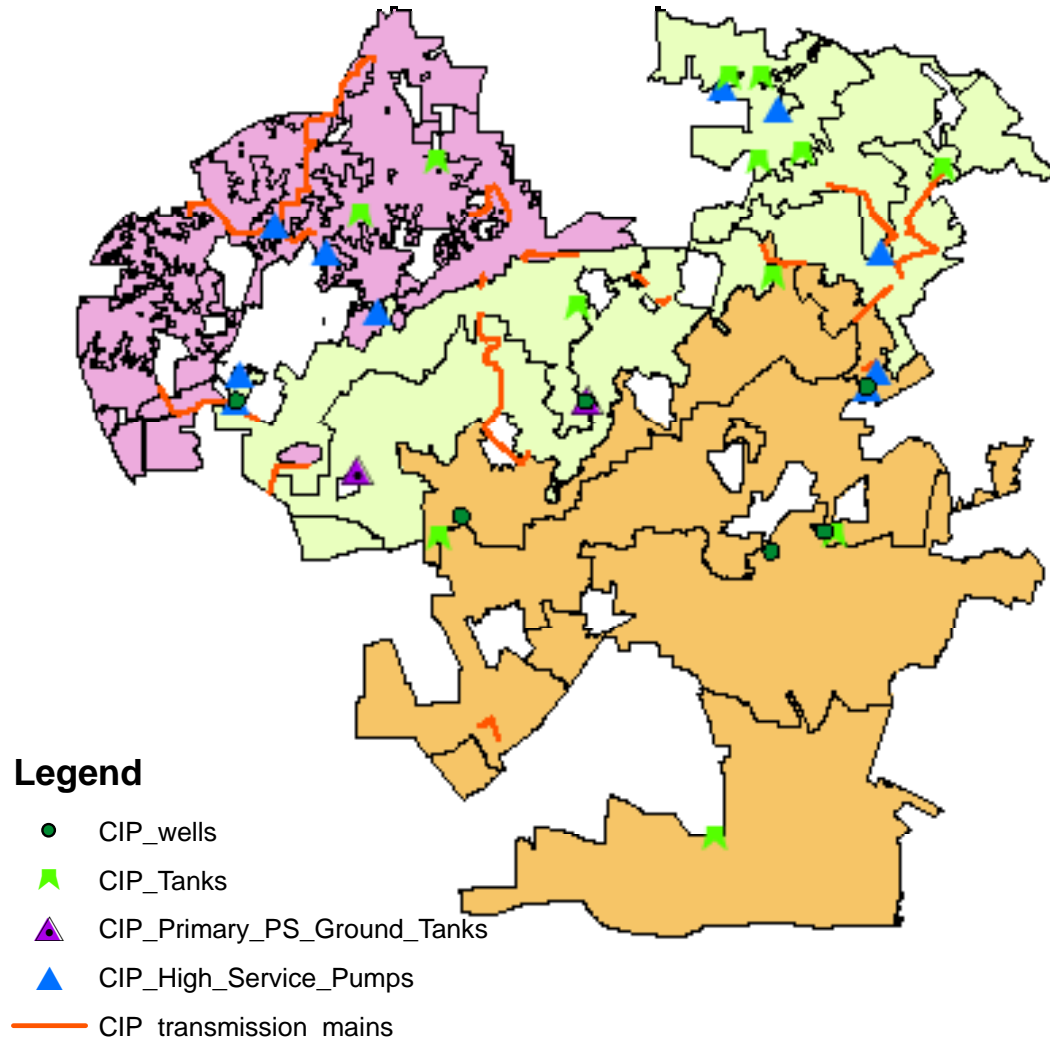 Legend
CIP_wells
CIP_Tanks
CIP_Primary_PS_Ground_Tanks
CIP_High_Service_Pumps
CIP_transmission_mains